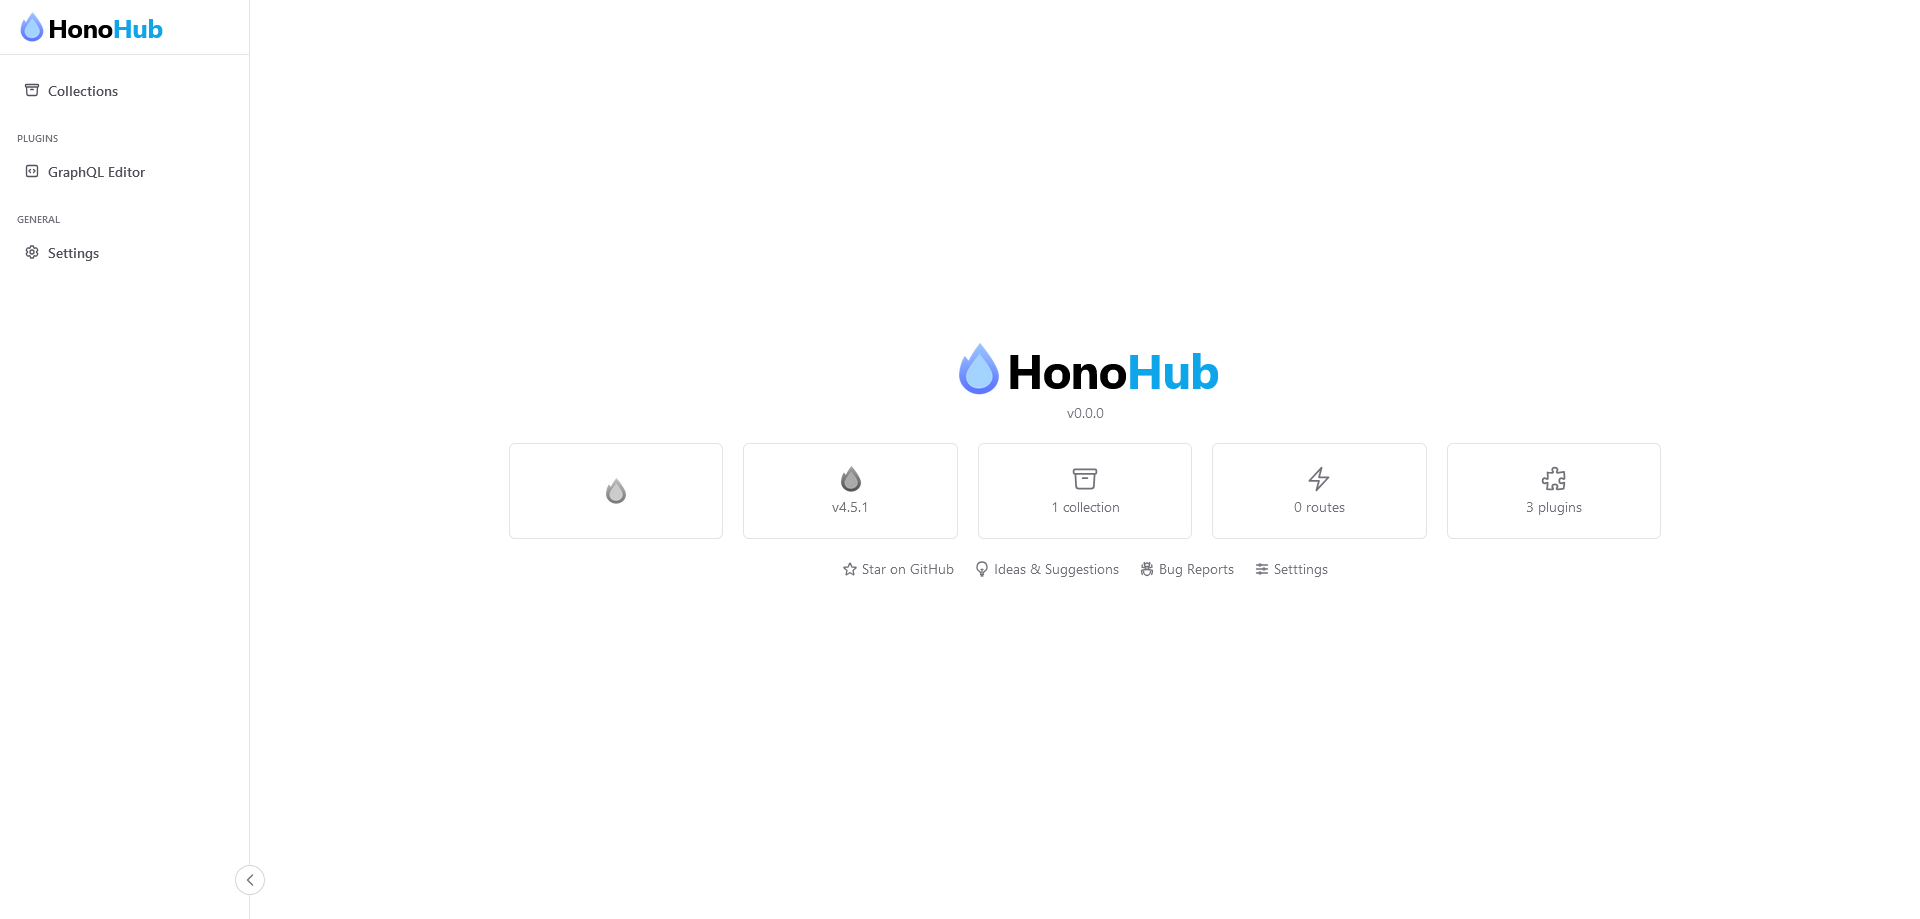 HonoHub
Collections
PLUGINS
GraphQL Editor
GENERAL
Settings
HonoHub
v0.0.0
v4.5.1
1 collection
0 routes
3 plugins
Star on GitHub
Ideas & Suggestions
Bug Reports
Setttings